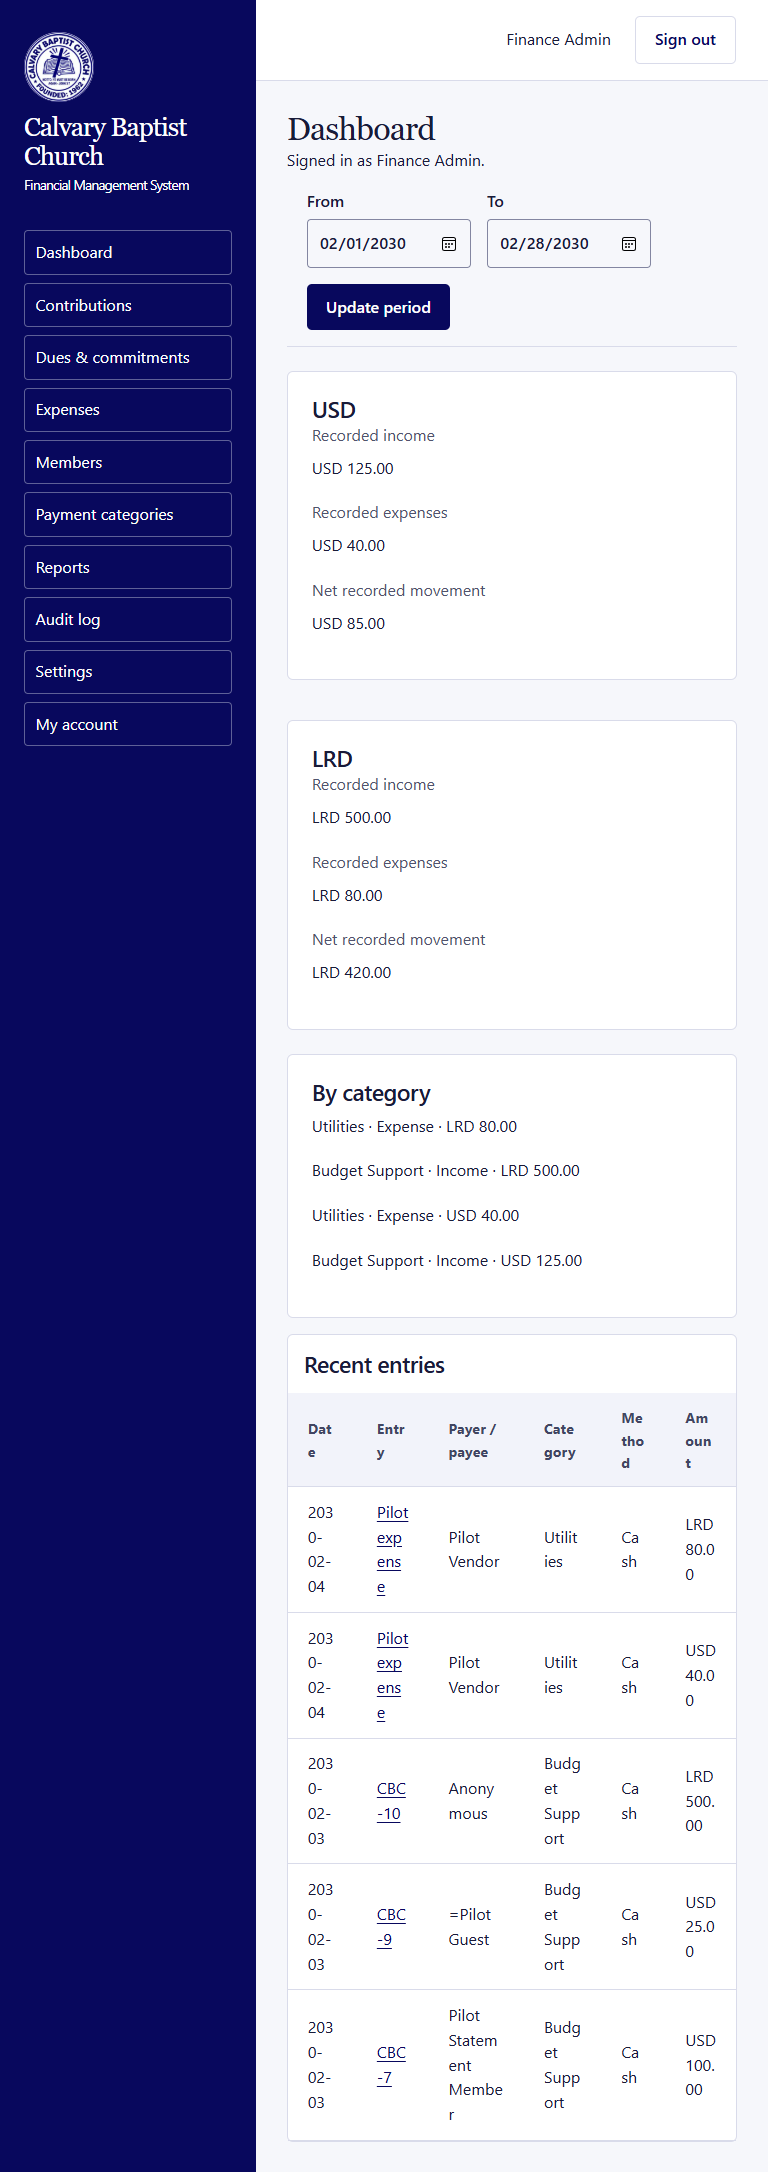 CALVARY BAPTIST CHURCH
FOUNDED: 1962
Calvary Baptist
Church
Financial Management System
Dashboard
Contributions
Dues & commitments
Expenses
Members
Payment categories
Reports
Audit log
Settings
My account
Finance Admin
Sign out
Dashboard
Signed in as Finance Admin.
From
To
02/01/2030
02/28/2030
Update period
USD
Recorded income
USD 125.00
Recorded expenses
USD 40.00
Net recorded movement
USD 85.00
LRD
Recorded income
LRD 500.00
Recorded expenses
LRD 80.00
Net recorded movement
LRD 420.00
By category
Utilities · Expense · LRD 80.00
Budget Support · Income · LRD 500.00
Utilities · Expense · USD 40.00
Budget Support · Income · USD 125.00
Recent entries
Dat
e
Entr
y
Payer /
payee
Cate
gory
Me
tho
d
Am
oun
t
203
0-
02-
04
Pilot
exp
ens
e
Pilot
Vendor
Utilit
ies
Ca
sh
LRD
80.0
0
203
0-
02-
04
Pilot
exp
ens
e
Pilot
Vendor
Utilit
ies
Ca
sh
USD
40.0
0
203
0-
02-
03
CBC
-10
Anony
mous
Budg
et
Supp
ort
Ca
sh
LRD
500.
00
203
0-
02-
03
CBC
-9
=Pilot
Guest
Budg
et
Supp
ort
Ca
sh
USD
25.0
0
203
0-
02-
03
CBC
-7
Pilot
Statem
ent
Membe
r
Budg
et
Supp
ort
Ca
sh
USD
100.
00